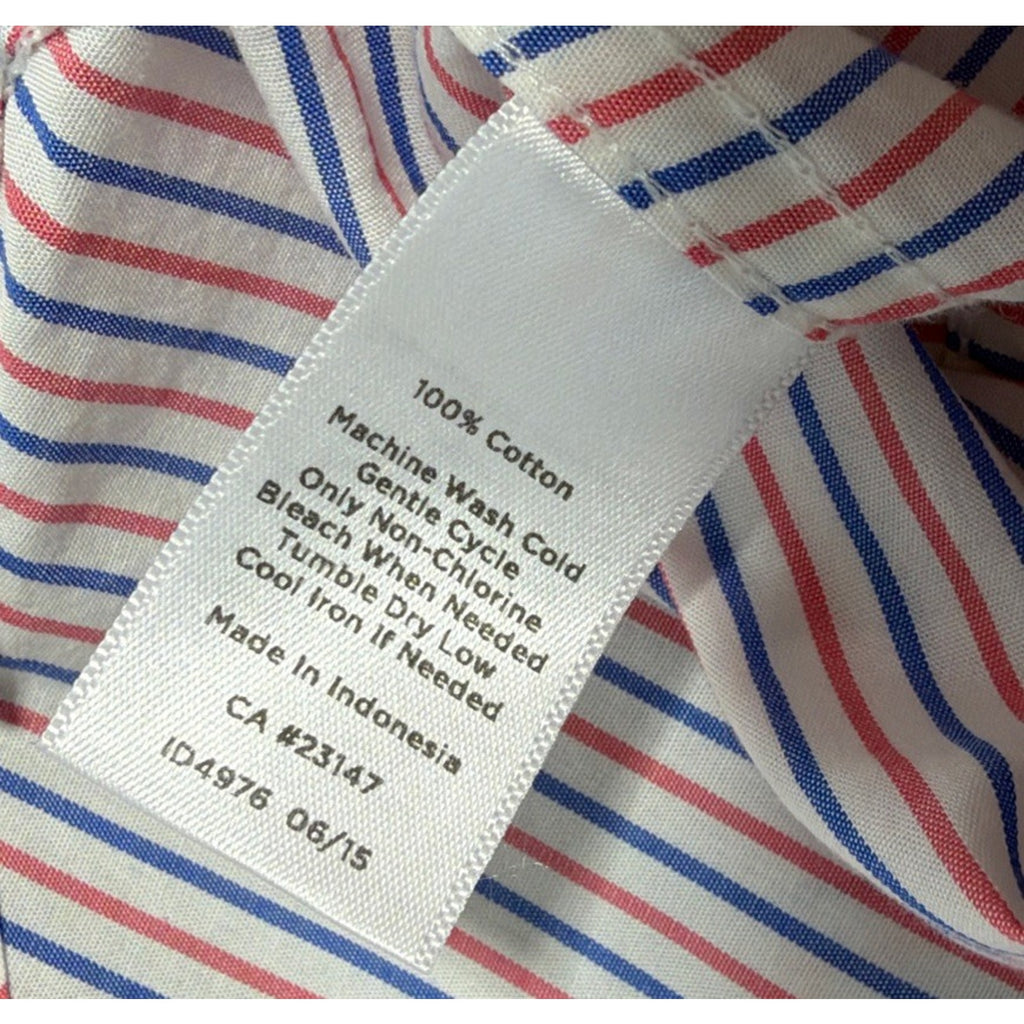 100% Cotton
Machine Wash Cold
Gentle Cycle
Only Non-Chlorine
Bleach When Needed
Tumble Dry Low
Cool Iron If Needed
Made In Indonesia
CA #23147
ID4976 06/15